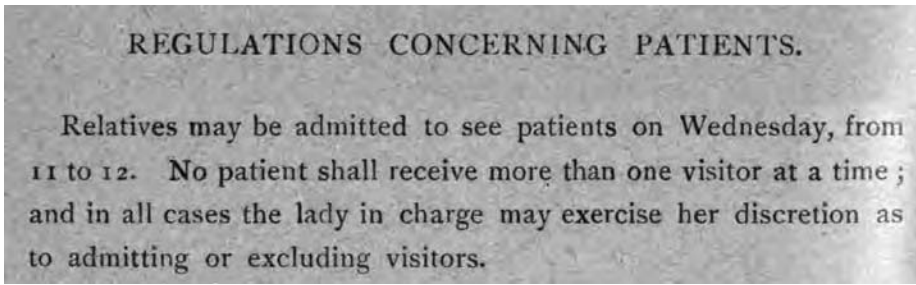 REGULATIONS CONCERNING PATIENTS.
Relatives may be admitted to see patients on Wednesday, from
11 to 12. No patient shall receive more than one visitor at a time ;
and in all cases the lady in charge may exercise her discretion as
to admitting or excluding visitors.